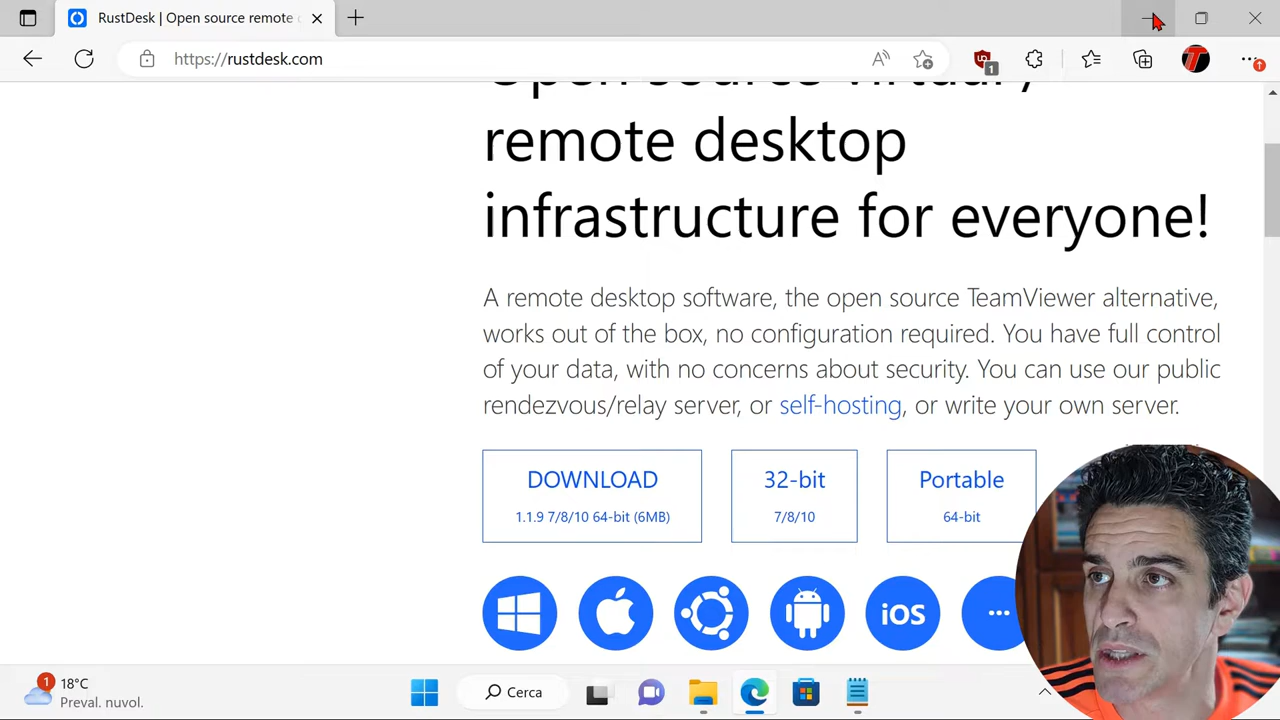 RustDesk | Open source remote
https://rustdesk.com
1
remote desktop
infrastructure for everyone!
A remote desktop software, the open source TeamViewer alternative,
works out of the box, no configuration required. You have full control
of your data, with no concerns about security. You can use our public
rendezvous/relay server, or self-hosting, or write your own server.
DOWNLOAD
1.1.9 7/8/10 64-bit (6MB)
32-bit
7/8/10
Portable
64-bit
iOS
1
18°C
Preval. nuvol.
Cerca